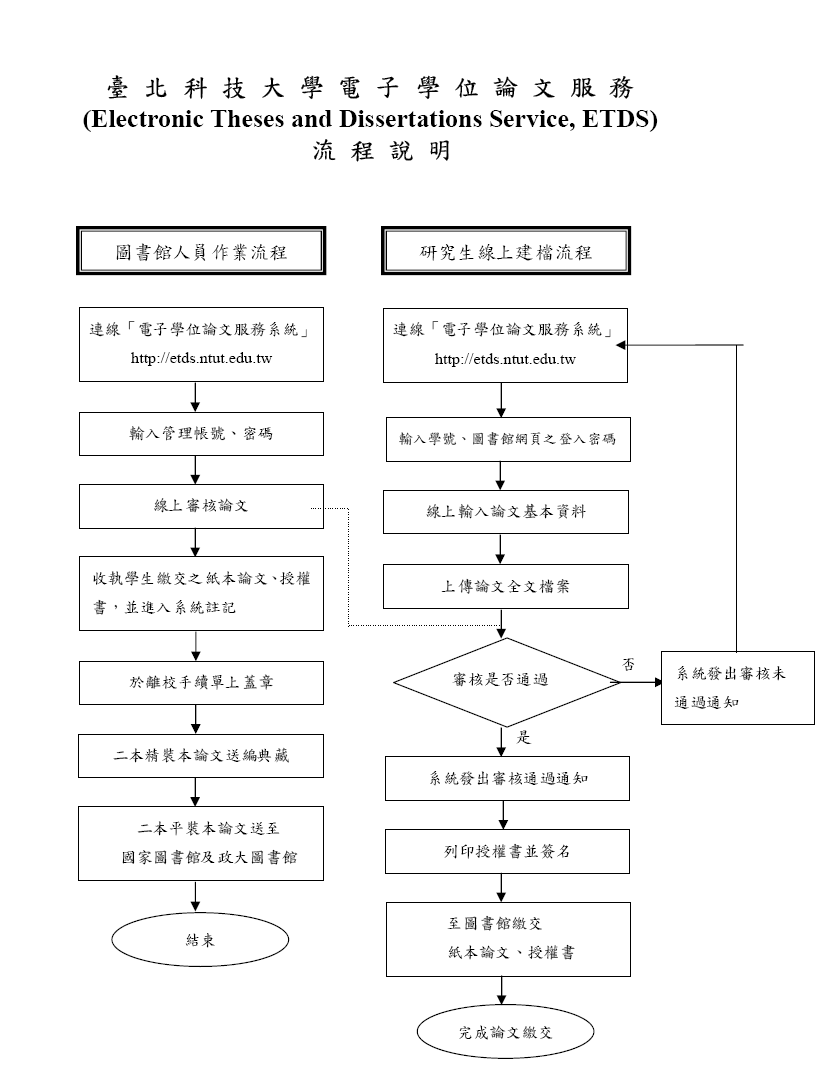 臺北科技大學電子學位論文服務
(Electronic Theses and Dissertations Service, ETDS)
流程說明
圖書館人員作業流程
連線「電子學位論文服務系統」
http://etds.ntut.edu.tw
輸入管理帳號、密碼
線上審核論文
收執學生繳交之紙本論文、授權
書，並進入系統註記
於離校手續單上蓋章
二本精裝本論文送編典藏
二本平裝本論文送至
國家圖書館及政大圖書館
結束
研究生線上建檔流程
連線「電子學位論文服務系統」
http://etds.ntut.edu.tw
輸入學號、圖書館網頁之登入密碼
線上輸入論文基本資料
上傳論文全文檔案
審核是否通過
否
系統發出審核未
通過通知
是
系統發出審核通過通知
列印授權書並簽名
至圖書館繳交
紙本論文、授權書
完成論文繳交